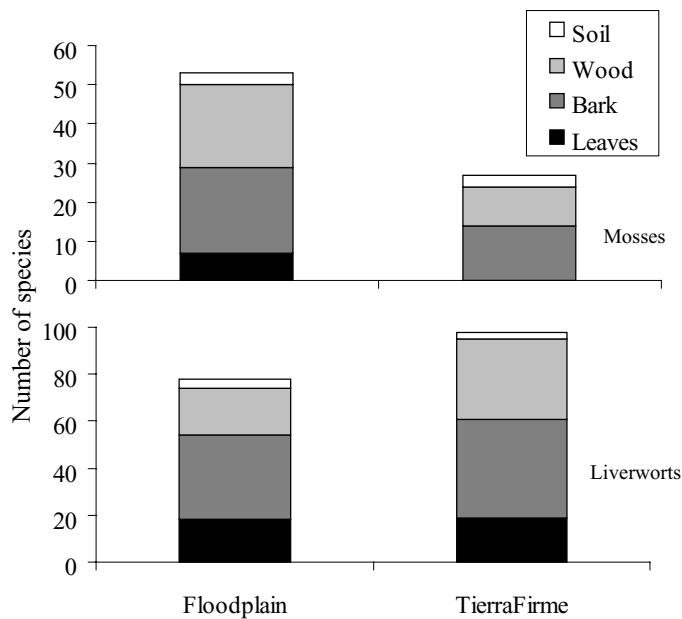 Soil
Wood
Bark
Leaves
60
50
40
30
20
10
0
Mosses
Number of species
100
80
60
40
20
0
Liverworts
Floodplain
TierraFirme